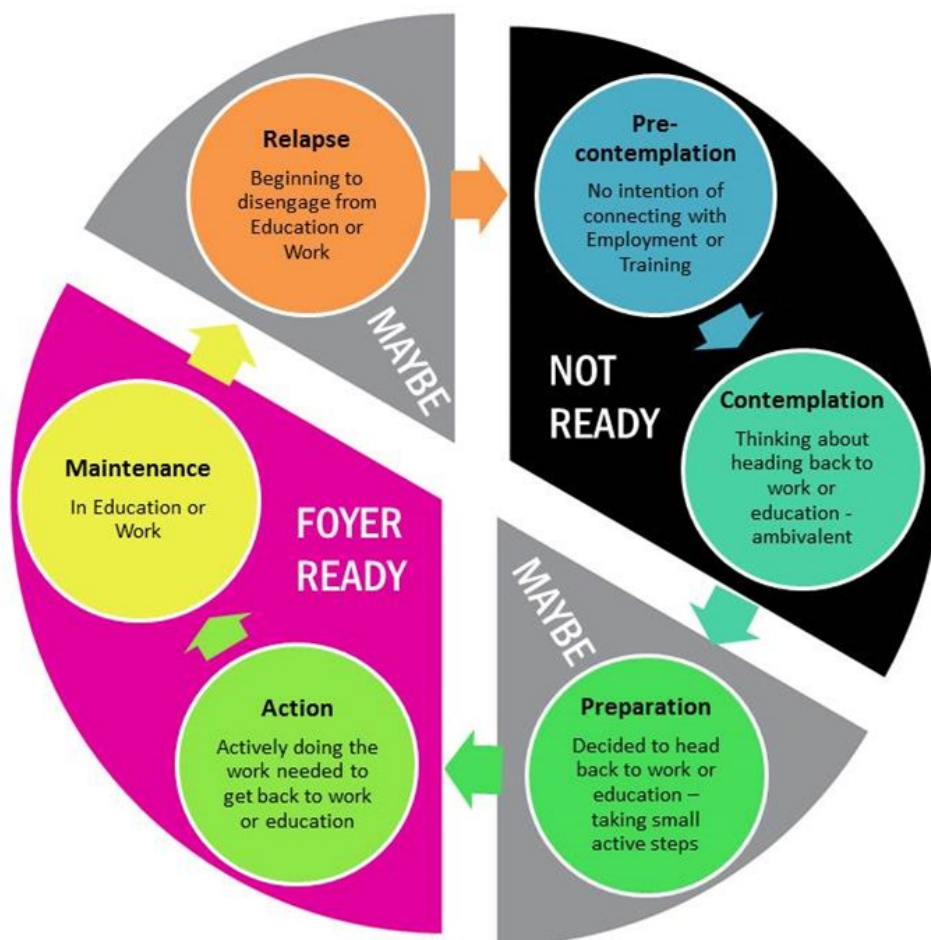 Relapse
Beginning to
disengage from
Education or
Work
MAYBE
Pre-
contemplation
No intention of
connecting with
Employment or
Training
NOT
READY
Contemplation
Thinking about
heading back to
work or
education -
ambivalent
MAYBE
Preparation
Decided to head
back to work or
education –
taking small
active steps
FOYER
READY
Action
Actively doing the
work needed to
get back to work
or education
Maintenance
In Education or
Work